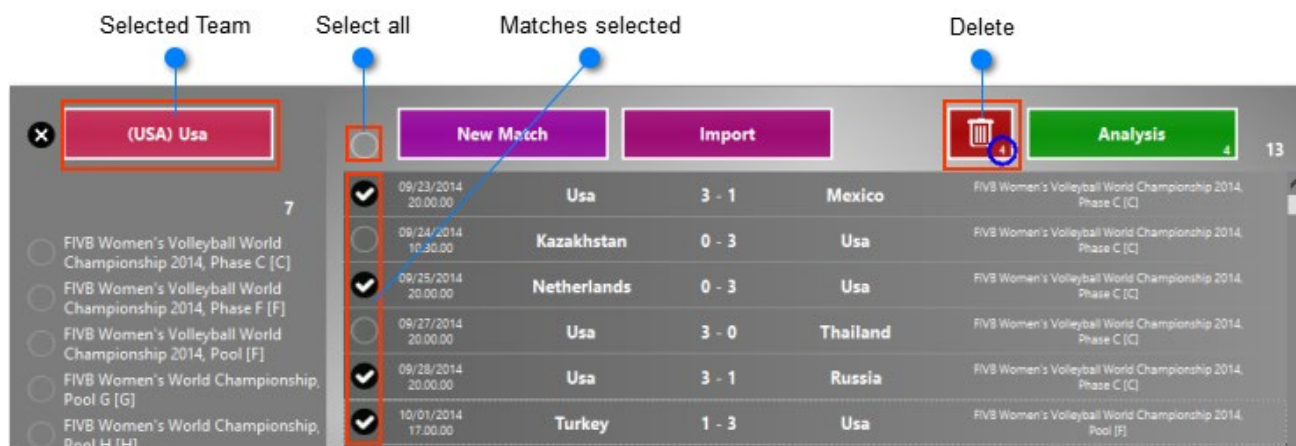 Selected Team
Select all
Matches selected
Delete
(USA) Usa
New Match
Import
4
Analysis
4
13
7
FIVB Women's Volleyball World
Championship 2014, Phase C [C]
FIVB Women's Volleyball World
Championship 2014, Phase F [F]
FIVB Women's Volleyball World
Championship 2014, Pool [F]
FIVB Women's World Championship,
Pool G [G]
FIVB Women's World Championship,
Pool H [H]
09/23/2014
20.00.00
Usa
3 - 1
Mexico
FIVB Women's Volleyball World Championship 2014,
Phase C [C]
09/24/2014
10.30.00
Kazakhstan
0 - 3
Usa
FIVB Women's Volleyball World Championship 2014,
Phase C [C]
09/25/2014
20.00.00
Netherlands
0 - 3
Usa
FIVB Women's Volleyball World Championship 2014,
Phase C [C]
09/27/2014
20.00.00
Usa
3 - 0
Thailand
FIVB Women's Volleyball World Championship 2014,
Phase C [C]
09/28/2014
20.00.00
Usa
3 - 1
Russia
FIVB Women's Volleyball World Championship 2014,
Phase C [C]
10/01/2014
17.00.00
Turkey
1 - 3
Usa
FIVB Women's Volleyball World Championship 2014,
Pool [F]